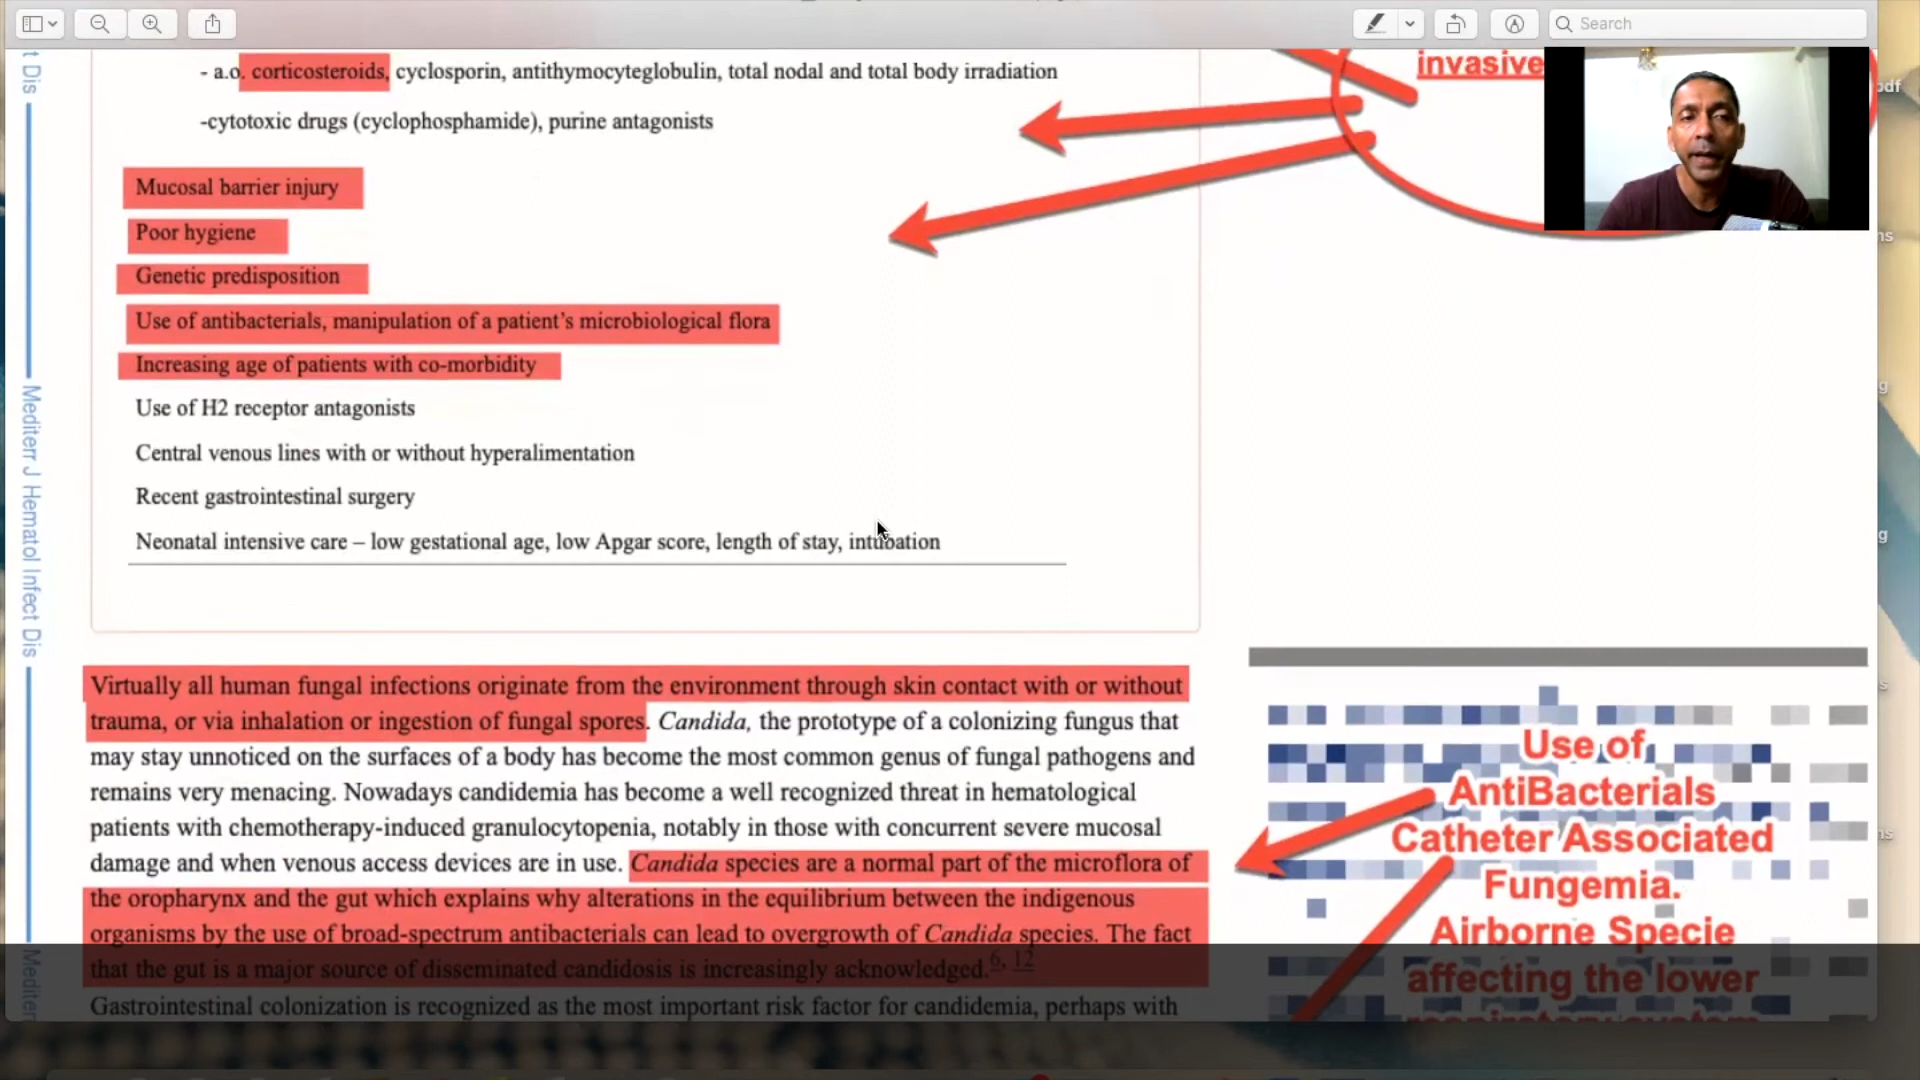 Search
- a.o. corticosteroids, cyclosporin, antithymocyteglobulin, total nodal and total body irradiation
-cytotoxic drugs (cyclophosphamide), purine antagonists
Mucosal barrier injury
Poor hygiene
Genetic predisposition
Use of antibacterials, manipulation of a patient’s microbiological flora
Increasing age of patients with co-morbidity
Use of H2 receptor antagonists
Central venous lines with or without hyperalimentation
Recent gastrointestinal surgery
Neonatal intensive care – low gestational age, low Apgar score, length of stay, intubation
invasive
Virtually all human fungal infections originate from the environment through skin contact with or without
trauma, or via inhalation or ingestion of fungal spores. Candida, the prototype of a colonizing fungus that
may stay unnoticed on the surfaces of a body has become the most common genus of fungal pathogens and
remains very menacing. Nowadays candidemia has become a well recognized threat in hematological
patients with chemotherapy-induced granulocytopenia, notably in those with concurrent severe mucosal
damage and when venous access devices are in use. Candida species are a normal part of the microflora of
the oropharynx and the gut which explains why alterations in the equilibrium between the indigenous
organisms by the use of broad-spectrum antibacterials can lead to overgrowth of Candida species. The fact
that the gut is a major source of disseminated candidosis is increasingly acknowledged.6, 12
Gastrointestinal colonization is recognized as the most important risk factor for candidemia, perhaps with
Use of
AntiBacterials
Catheter Associated
Fungemia.
Airborne Specie
affecting the lower
respiratory system
t Dis
Mediterr J Hematol Infect Dis
Mediterr
pdf
ns
g
g
s
ns